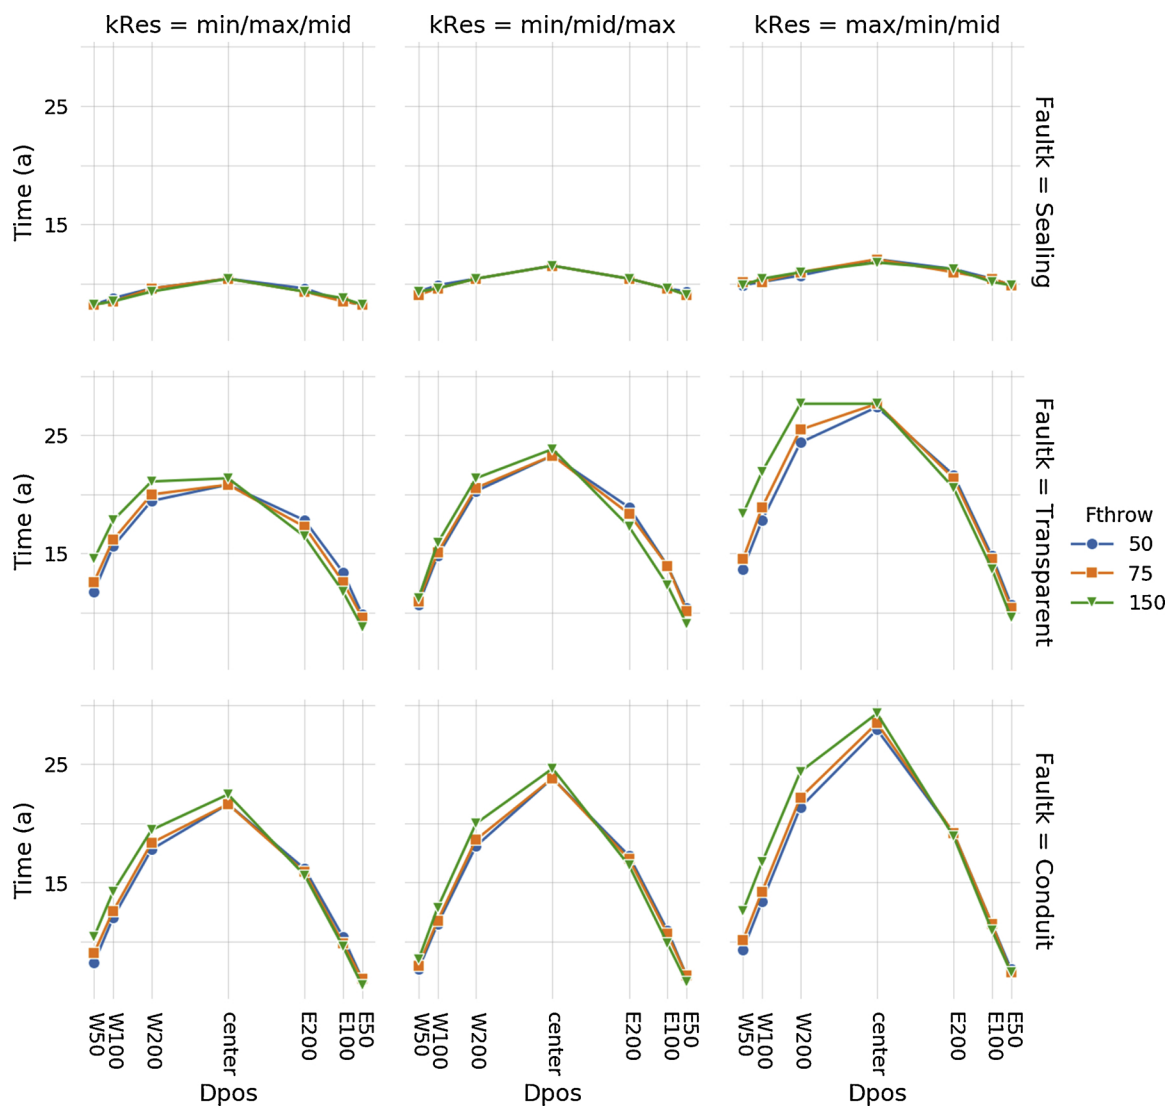 kRes = min/max/mid
kRes = min/mid/max
kRes = max/min/mid
Time (a)
25
15
Faultk = Sealing
Time (a)
25
15
Faultk = Transparent
Fthrow
50
75
150
Time (a)
25
15
Faultk = Conduit
W50
W100
W200
center
E200
E100
E50
W50
W100
W200
center
E200
E100
E50
W50
W100
W200
center
E200
E100
E50
Dpos
Dpos
Dpos